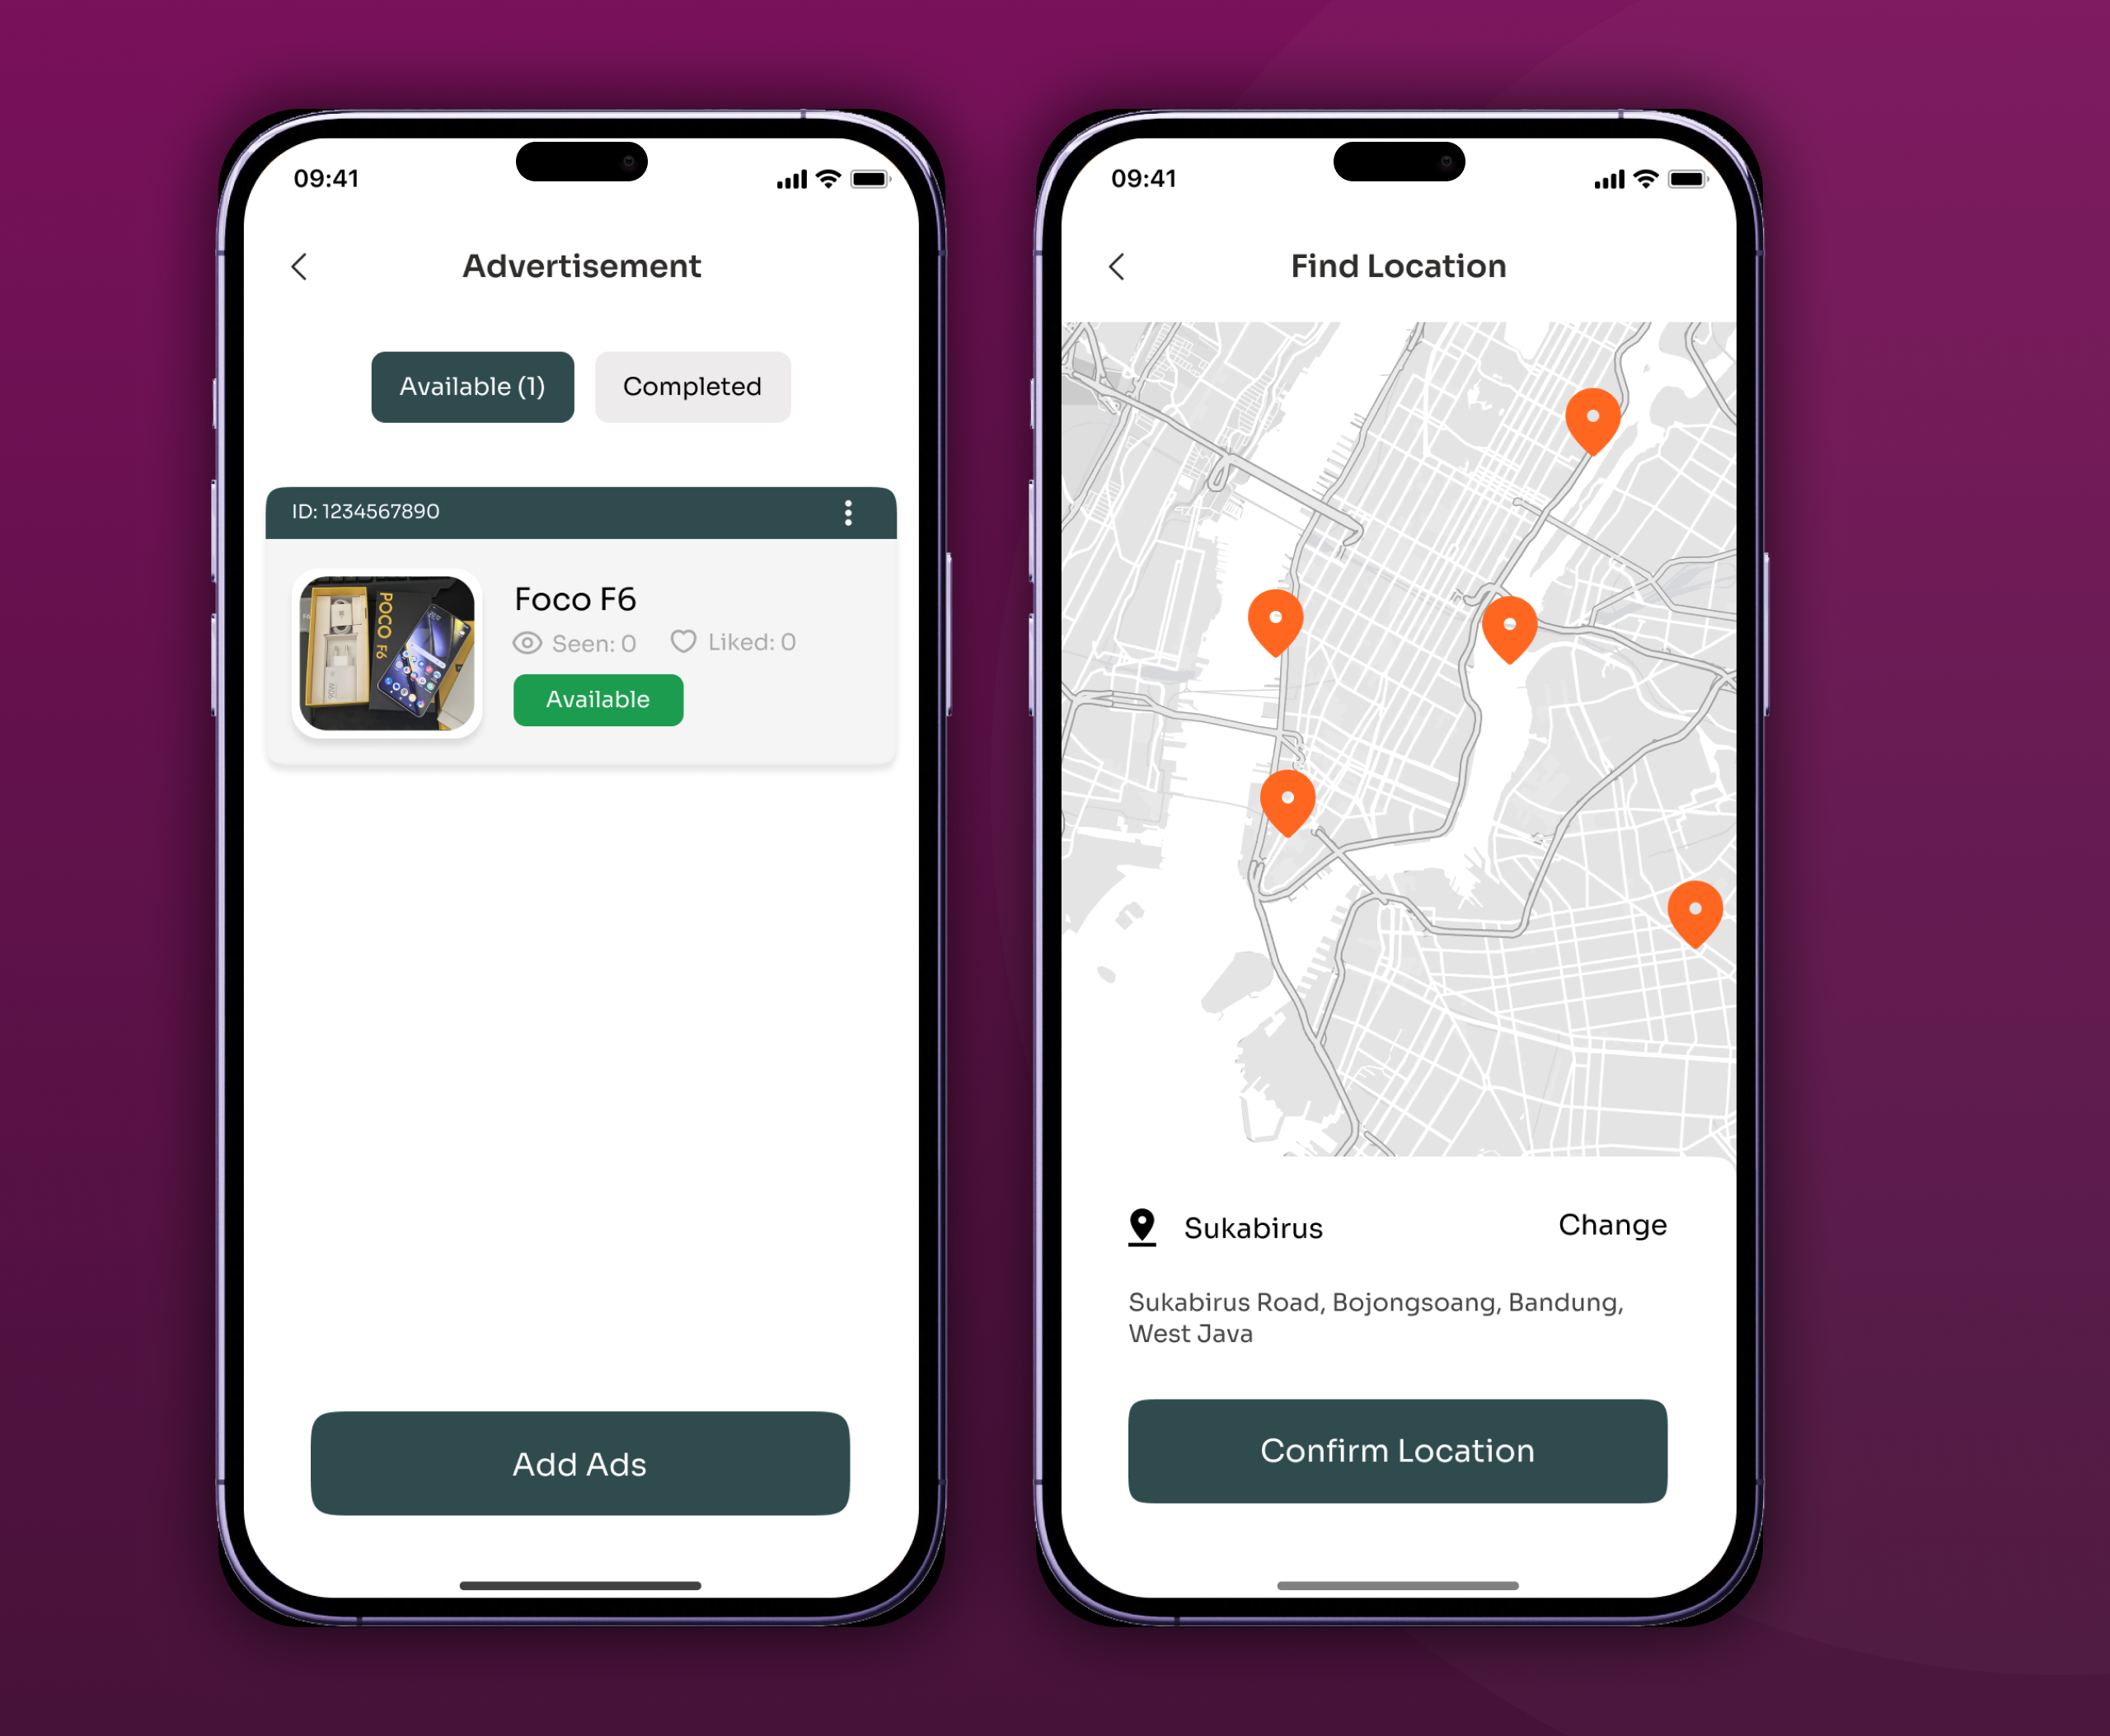 09:41
Advertisement
Available (1)
Completed
ID: 1234567890
POCO F6
90W
Foco F6
Seen: 0
Liked: 0
Available
Add Ads
09:41
Find Location
Sukabirus
Change
Sukabirus Road, Bojongsoang, Bandung,
West Java
Confirm Location